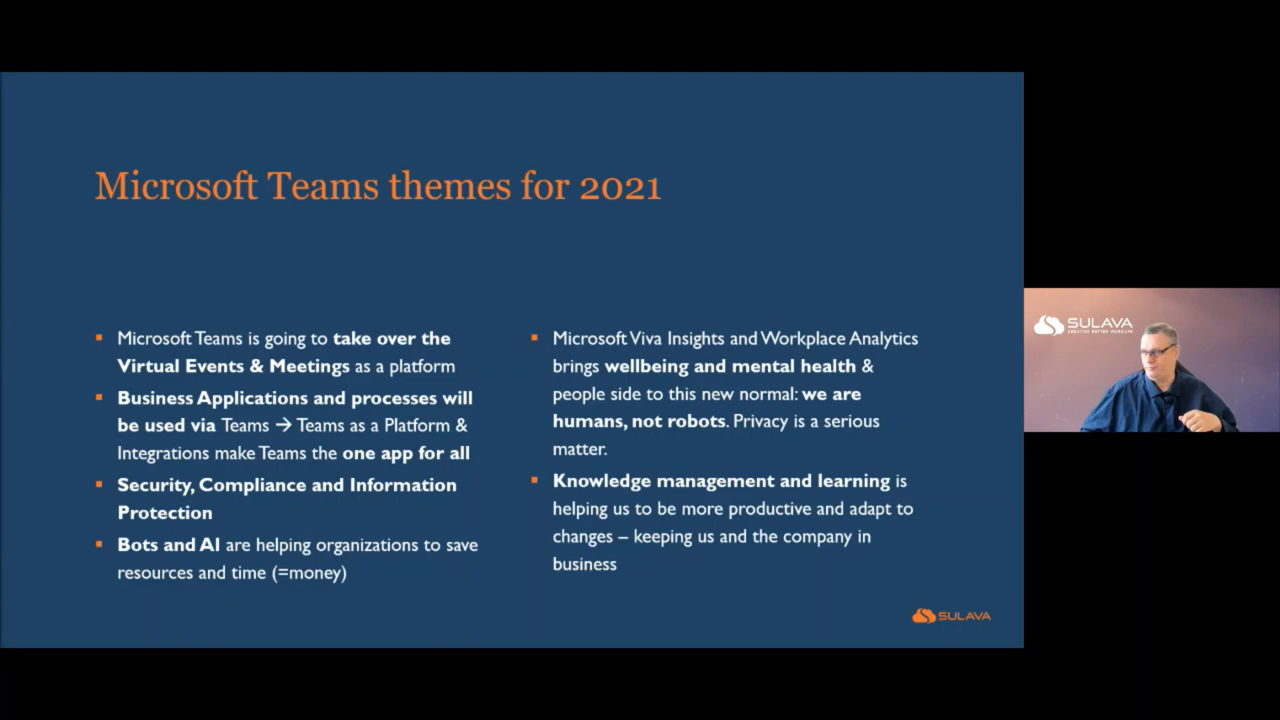 Microsoft Teams themes for 2021
▪ Microsoft Teams is going to take over the
Virtual Events & Meetings as a platform
▪ Business Applications and processes will
be used via Teams → Teams as a Platform &
Integrations make Teams the one app for all
▪ Security, Compliance and Information
Protection
▪ Bots and AI are helping organizations to save
resources and time (=money)
▪ Microsoft Viva Insights and Workplace Analytics
brings wellbeing and mental health &
people side to this new normal: we are
humans, not robots. Privacy is a serious
matter.
▪ Knowledge management and learning is
helping us to be more productive and adapt to
changes – keeping us and the company in
business
SULAVA
SULAVA